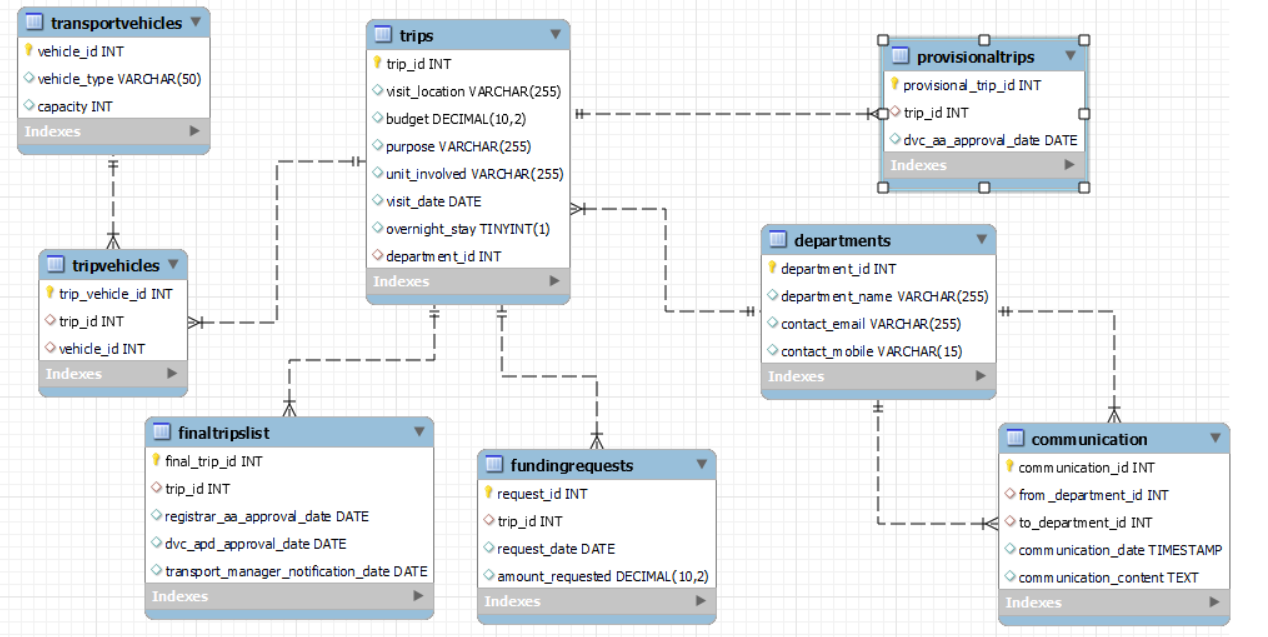 transportvehicles
vehicle_id INT
vehicle_type VARCHAR(50)
capacity INT
Indexes
trips
trip_id INT
visit_location VARCHAR(255)
budget DECIMAL(10,2)
purpose VARCHAR(255)
unit_involved VARCHAR(255)
visit_date DATE
overnight_stay TINYINT(1)
department_id INT
Indexes
provisionaltrips
provisional_trip_id INT
trip_id INT
dvc_aa_approval_date DATE
Indexes
tripvehicles
trip_vehicle_id INT
trip_id INT
vehicle_id INT
Indexes
departments
department_id INT
department_name VARCHAR(255)
contact_email VARCHAR(255)
contact_mobile VARCHAR(15)
Indexes
finaltripslist
final_trip_id INT
trip_id INT
registrar_aa_approval_date DATE
dvc_apd_approval_date DATE
transport_manager_notification_date DATE
Indexes
fundingrequests
request_id INT
trip_id INT
request_date DATE
amount_requested DECIMAL(10,2)
Indexes
communication
communication_id INT
from_department_id INT
to_department_id INT
communication_date TIMESTAMP
communication_content TEXT
Indexes